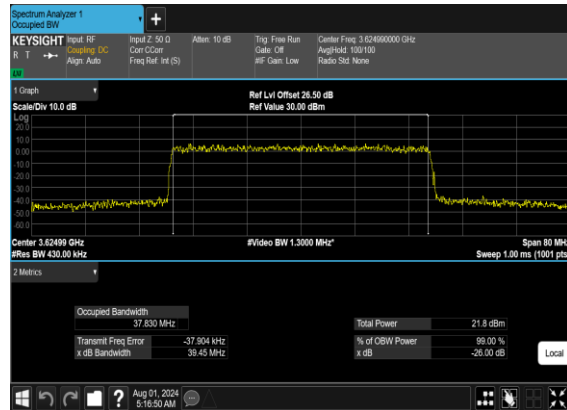 Spectrum Analyzer 1
Occupied BW
+
KEYSIGHT Input: RF Input Z: 50 Ω Atten: 10 dB Trig: Free Run Center Freq: 3.624990000 GHz
R T Coupling: DC Corr CCorr Gate: Off Avg|Hold: 100/100
Align: Auto Freq Ref: Int (S) #IF Gain: Low Radio Std: None
LW
1 Graph
Scale/Div 10.0 dB Ref Lvl Offset 26.50 dB
Ref Value 30.00 dBm
Log
20.0
10.0
0.00
-10.0
-20.0
-30.0
-40.0
-50.0
-60.0
Center 3.62499 GHz #Video BW 1.3000 MHz* Span 80 MHz
#Res BW 430.00 kHz Sweep 1.00 ms (1001 pts)
2 Metrics
Occupied Bandwidth
37.830 MHz Total Power 21.8 dBm
Transmit Freq Error -37.904 kHz % of OBW Power 99.00 %
x dB Bandwidth 39.45 MHz x dB -26.00 dB
Local
? Aug 01, 2024
5:16:50 AM